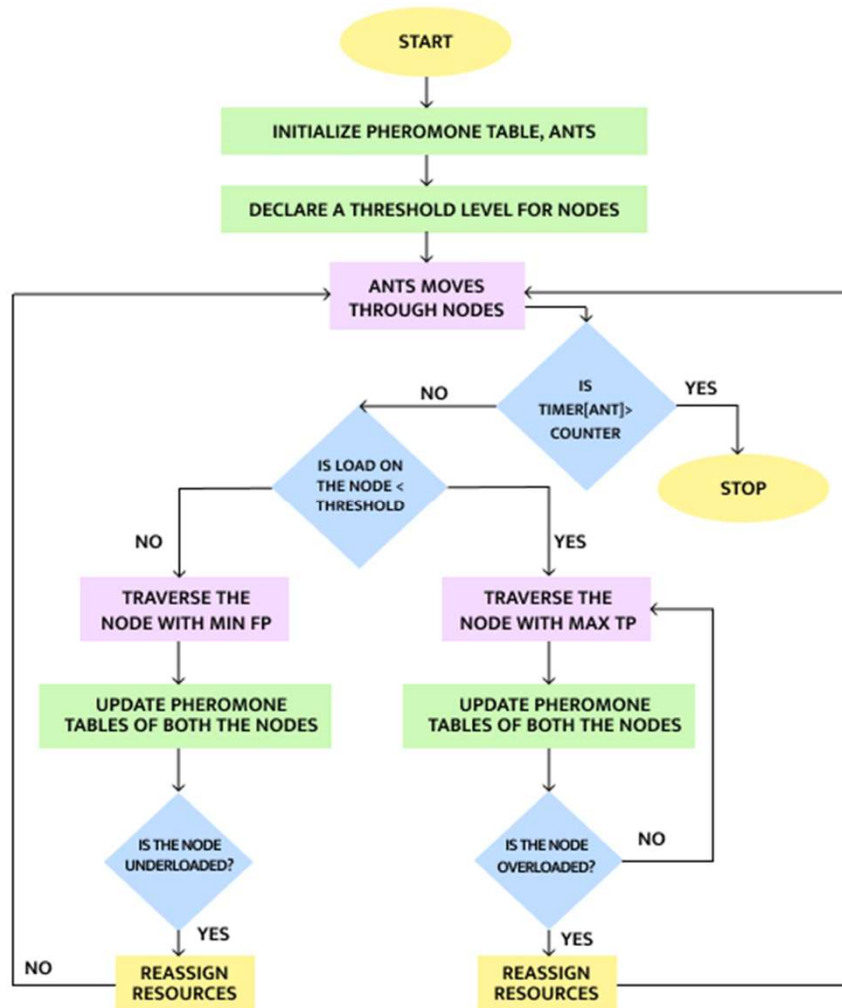 START
INITIALIZE PHEROMONE TABLE, ANTS
DECLARE A THRESHOLD LEVEL FOR NODES
ANTS MOVES
THROUGH NODES
IS
TIMER[ANT]>
COUNTER
YES
STOP
NO
IS LOAD ON
THE NODE <
THRESHOLD
NO
TRAVERSE THE
NODE WITH MIN FP
UPDATE PHEROMONE
TABLES OF BOTH THE NODES
IS THE NODE
UNDERLOADED?
YES
NO
REASSIGN
RESOURCES
YES
TRAVERSE THE
NODE WITH MAX TP
UPDATE PHEROMONE
TABLES OF BOTH THE NODES
IS THE NODE
OVERLOADED?
NO
YES
REASSIGN
RESOURCES